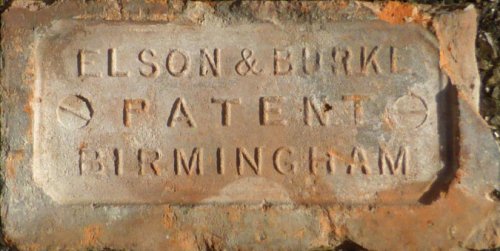 ELSON & BURKE
PATENT
BIRMINGHAM